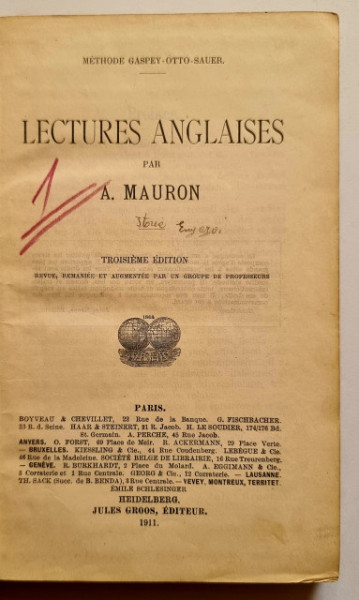 MÉTHODE GASPEY-OTTO-SAUER.
LECTURES ANGLAISES
PAR
A. MAURON
1
TROISIÈME ÉDITION
REVUE, REMANIÉE ET AUGMENTÉE PAR UN GROUPE DE PROFESSEURS
PARIS.
BOYVEAU & CHEVILLET, 22 Rue de la Banque. G. FISCHBACHER,
33 R. d. Seine. HAAR & STEINERT, 21 R. Jacob. H. LE SOUDIER, 174/176 Bd.
St. Germain. A. PERCHE, 45 Rue Jacob.
ANVERS. O. FORST, 69 Place de Meir. R. ACKERMANN, 29 Place Verte.
— BRUXELLES. KIESSLING & Cie., 44 Rue Coudenberg. LEBÈGUE & Cie.
46 Rue de la Madeleine. SOCIÉTÉ BELGE DE LIBRAIRIE, 16 Rue Treurenberg.
— GENÈVE. R. BURKHARDT, 2 Place du Molard. A. EGGIMANN & Cie.,
5 Corraterie et 1 Rue Centrale. GEORG & Cie., 12 Corraterie. — LAUSANNE.
TH. SACK (Succ. de B. BENDA), 3 Rue Centrale. — VEVEY, MONTREUX, TERRITET.
ÉMILE SCHLESINGER
HEIDELBERG,
JULES GROOS, ÉDITEUR.
1911.